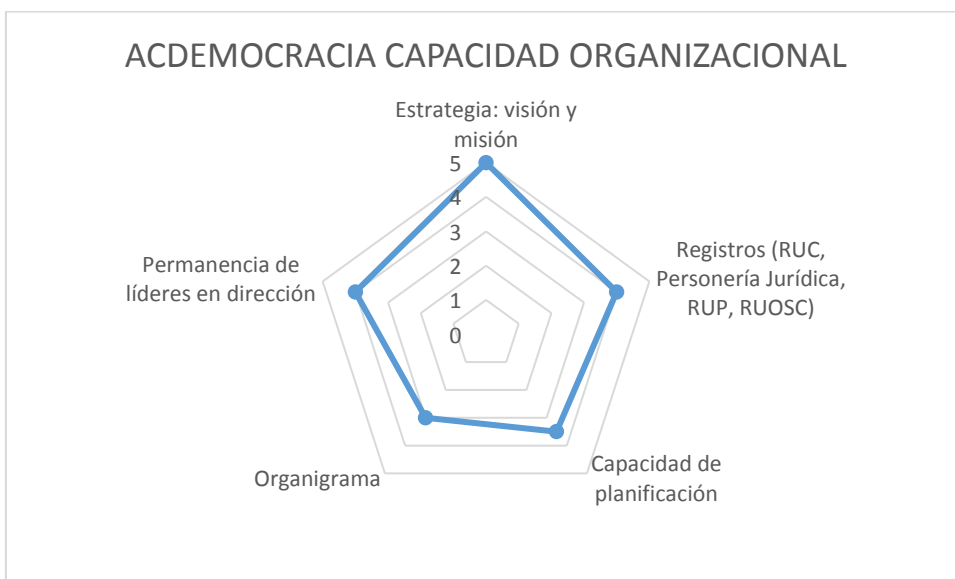 ACDEMOCRACIA CAPACIDAD ORGANIZACIONAL
Estrategia: visión y
misión
5
4
3
2
1
0
Registros (RUC,
Personería Jurídica,
RUP, RUOSC)
Capacidad de
planificación
Organigrama
Permanencia de
líderes en dirección